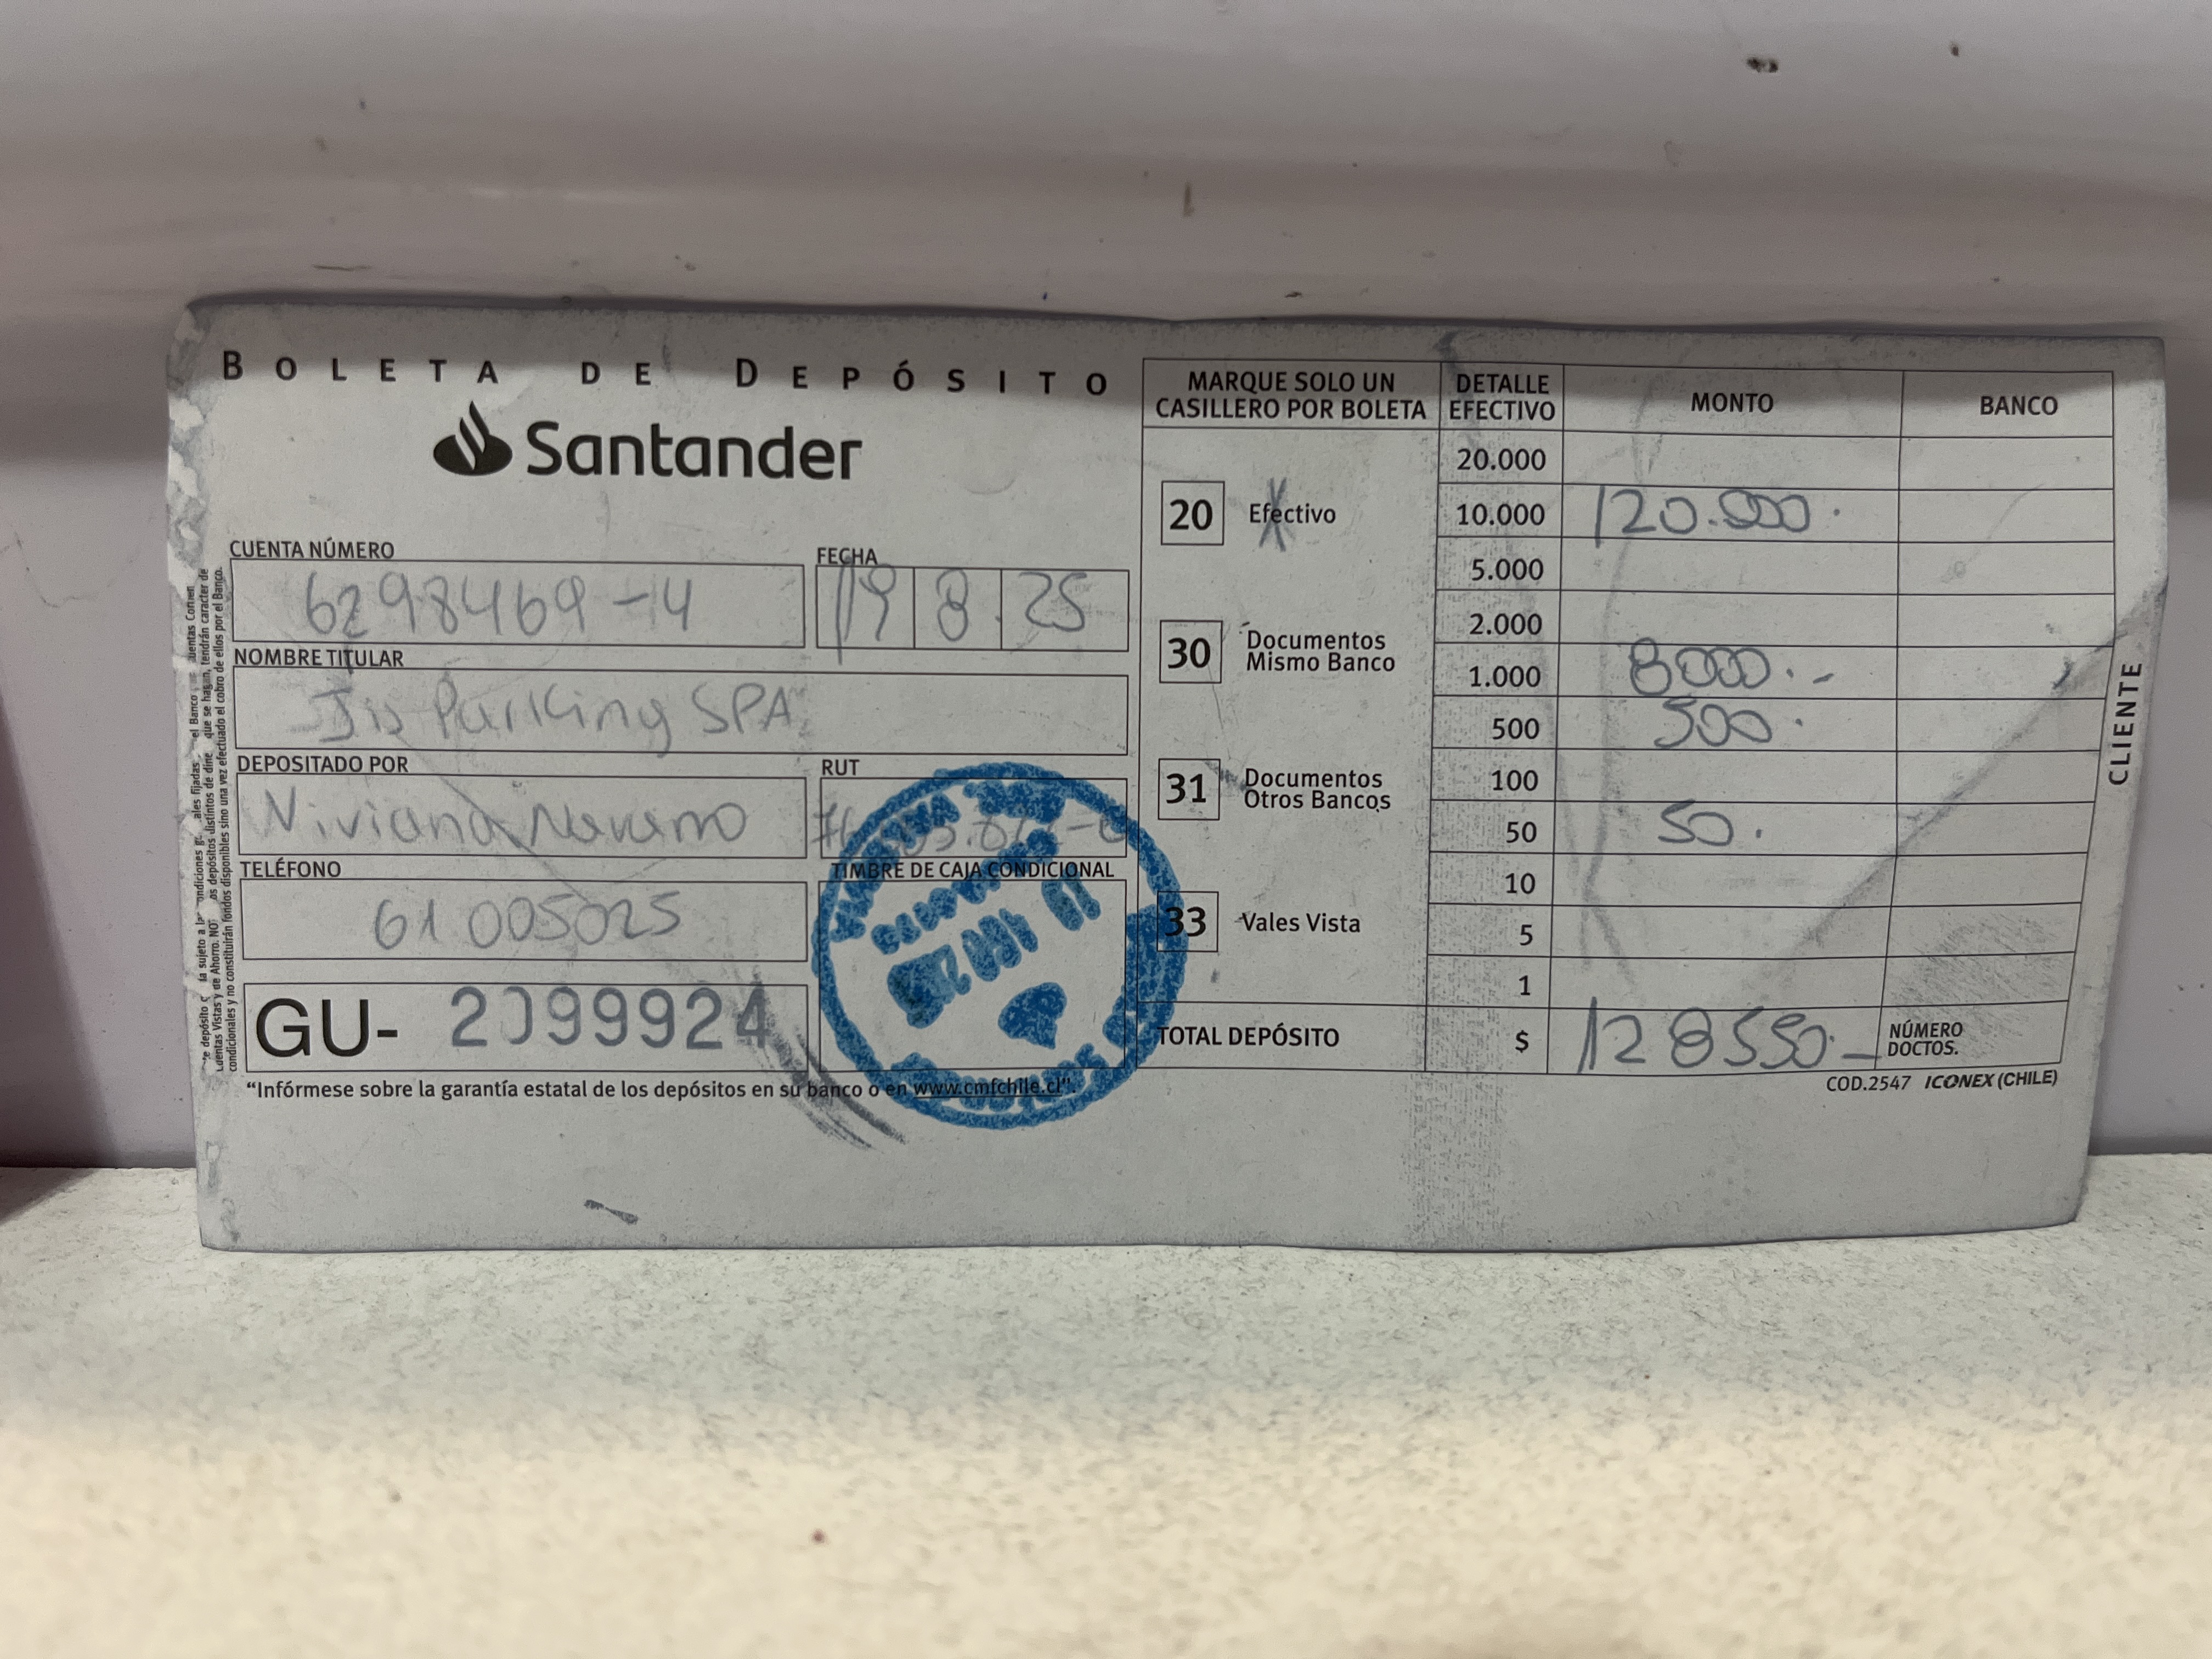 BOLETA DE DEPÓSITO
Santander
CUENTA NÚMERO
6298469-4
FECHA
19 8 . 25
NOMBRE TITULAR
Jis Parking SPA
DEPOSITADO POR
Viviana
RUT
TELÉFONO
61005025
TIMBRE DE CAJA CONDICIONAL
GU- 2099924
"Infórmese sobre la garantía estatal de los depósitos en su banco o en www.cmfchile.cl".
MARQUE SOLO UN CASILLERO POR BOLETA
20 Efectivo
30 Documentos Mismo Banco
31 Documentos Otros Bancos
33 Vales Vista
DETALLE EFECTIVO MONTO BANCO
20.000
10.000 120.000.
5.000
2.000
1.000 8000.-
500 500.
100
50 50.
10
5
1
TOTAL DEPÓSITO $ 128550.- NÚMERO DOCTOS.
COD.2547 ICONEX (CHILE)
CLIENTE